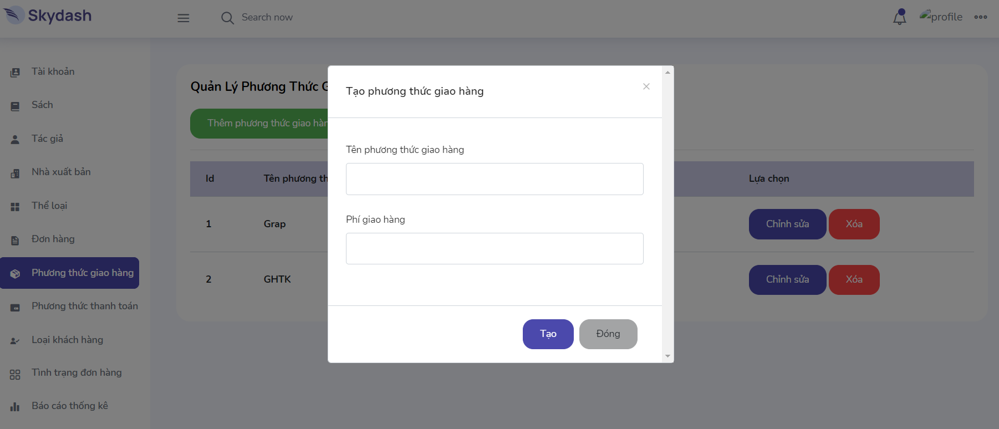 Skydash
Search now
profile
Tài khoản
Sách
Tác giả
Nhà xuất bản
Thể loại
Đơn hàng
Phương thức giao hàng
Phương thức thanh toán
Loại khách hàng
Tình trạng đơn hàng
Báo cáo thống kê
Quản Lý Phương Thức G
Thêm phương thức giao hàn
Id
Tên phương th
Lựa chọn
1
Grap
Chỉnh sửa
Xóa
2
GHTK
Chỉnh sửa
Xóa
Tạo phương thức giao hàng
×
Tên phương thức giao hàng
Phí giao hàng
Tạo
Đóng